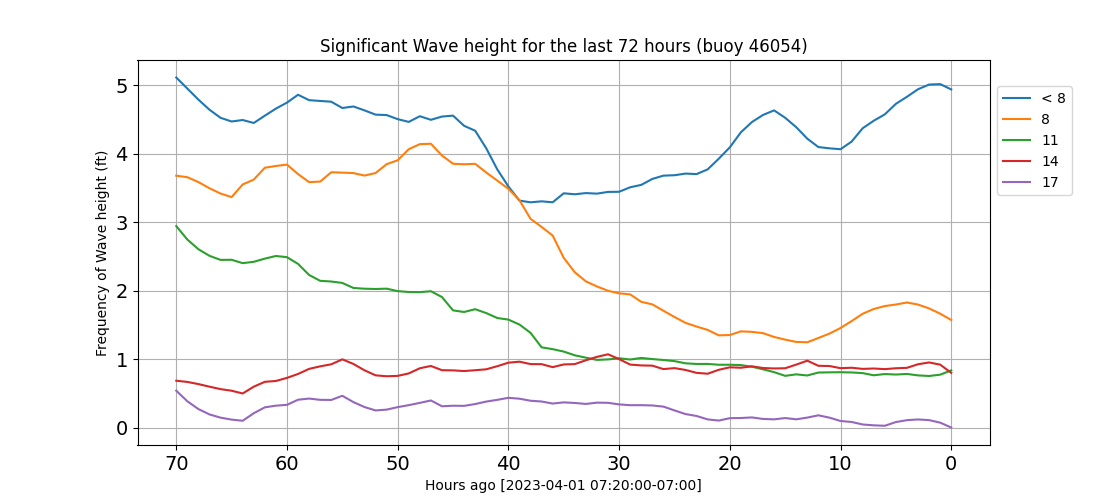 Significant Wave height for the last 72 hours (buoy 46054)
Frequency of Wave height (ft)
5
4
3
2
1
0
70 60 50 40 30 20 10 0
Hours ago [2023-04-01 07:20:00-07:00]
< 8
8
11
14
17